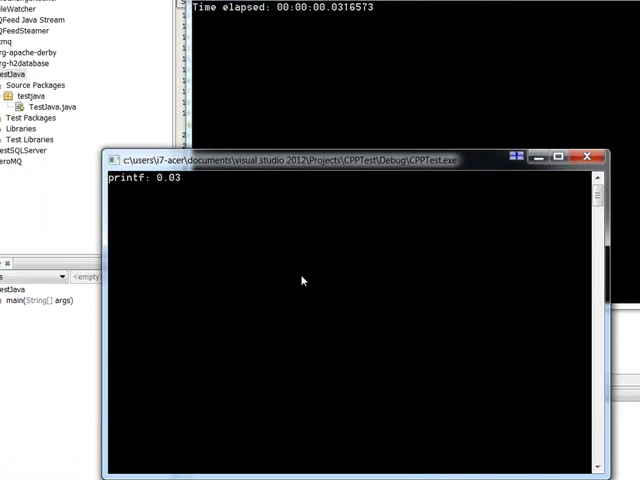 Time elapsed: 00:00:00.0316573
leWatcher
QFeed Java Stream
QFeedSteamer
rg-apache-derby
rg-h2database
estJava
Source Packages
testjava
TestJava.java
Test Packages
Libraries
Test Libraries
estSQLServer
eroMQ
c:\users\i7-acer\documents\visual studio 2012\Projects\CPPTest\Debug\CPPTest.exe
printf: 0.03
<empty
estJava
main(String[] args)